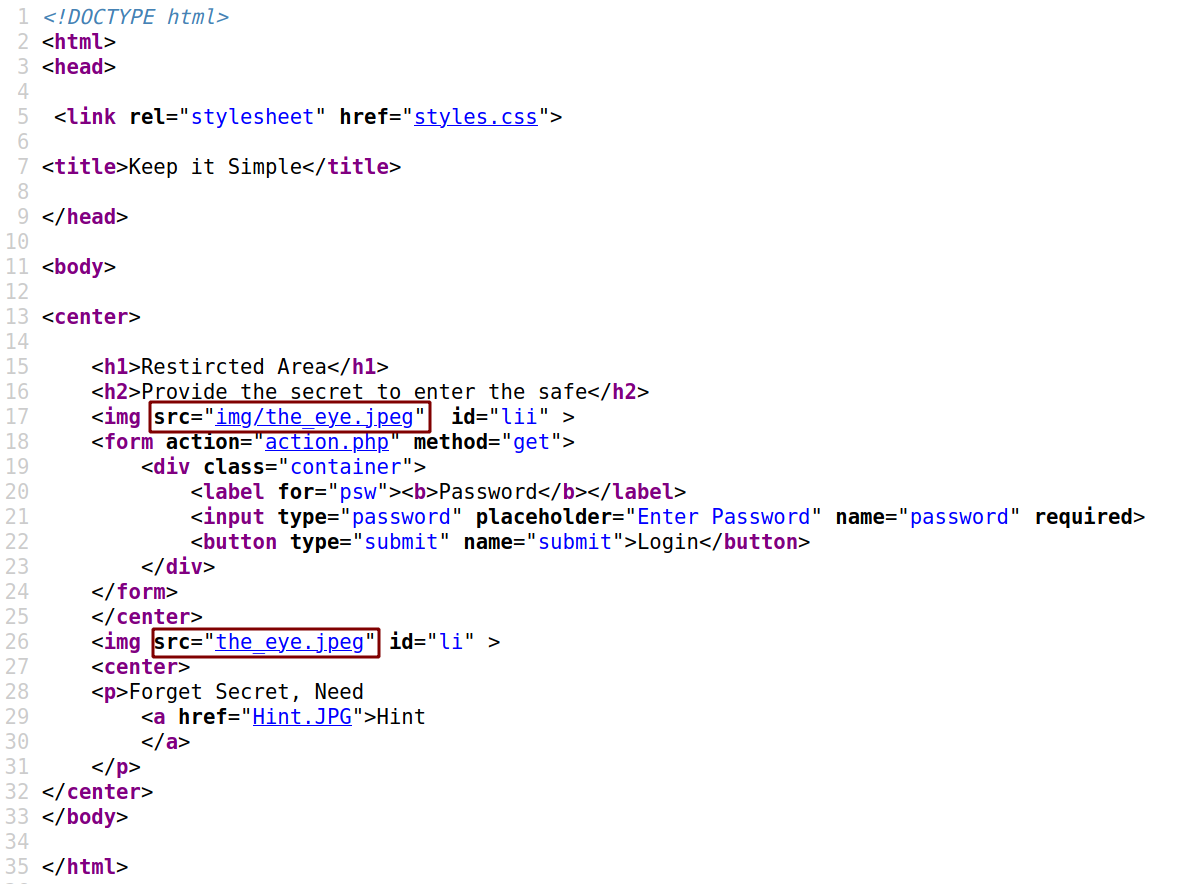 1 <!DOCTYPE html>
2 <html>
3 <head>
4
5  <link rel="stylesheet" href="styles.css">
6
7 <title>Keep it Simple</title>
8
9 </head>
10
11 <body>
12
13 <center>
14
15     <h1>Restircted Area</h1>
16     <h2>Provide the secret to enter the safe</h2>
17     <img src="img/the_eye.jpeg"  id="lii" >
18     <form action="action.php" method="get">
19         <div class="container">
20             <label for="psw"><b>Password</b></label>
21             <input type="password" placeholder="Enter Password" name="password" required>
22             <button type="submit" name="submit">Login</button>
23         </div>
24     </form>
25     </center>
26     <img src="the_eye.jpeg" id="li" >
27     <center>
28     <p>Forget Secret, Need
29         <a href="Hint.JPG">Hint
30         </a>
31     </p>
32 </center>
33 </body>
34
35 </html>